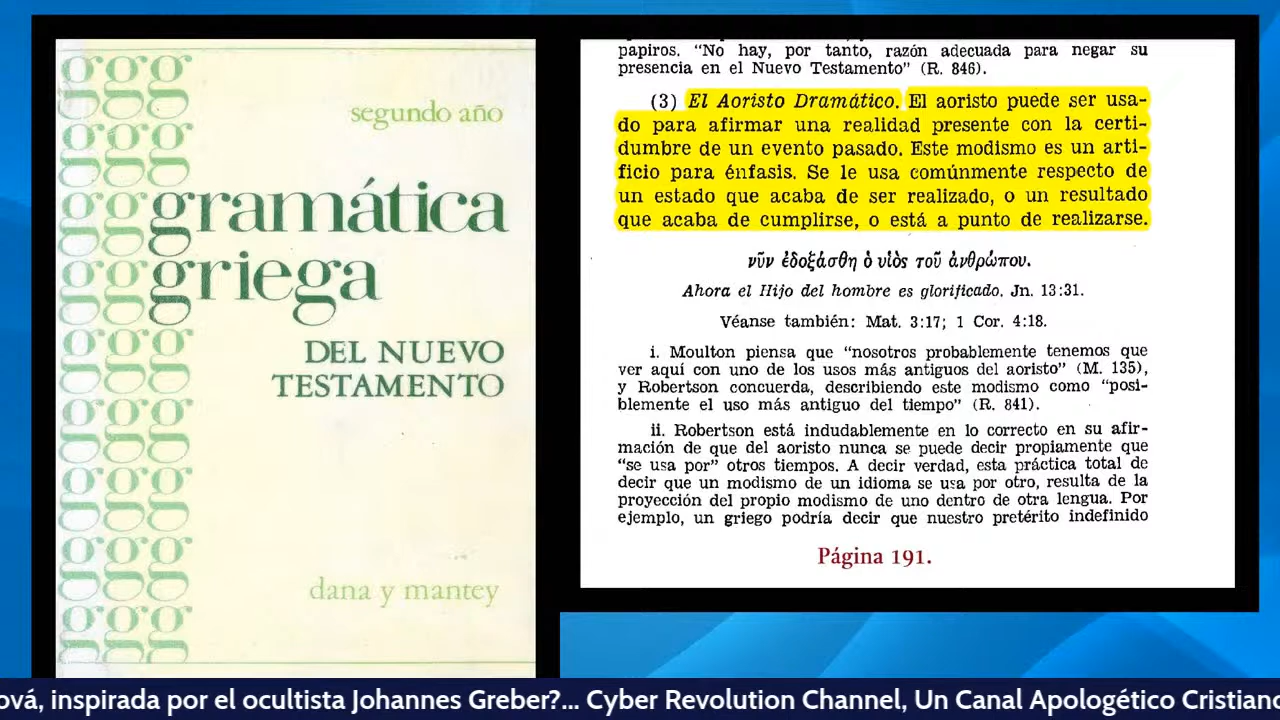 segundo año
gramática
griega
DEL NUEVO
TESTAMENTO
dana y mantey
papiros. “No hay, por tanto, razón adecuada para negar su
presencia en el Nuevo Testamento” (R. 846).
(3) El Aoristo Dramático. El aoristo puede ser usa-
do para afirmar una realidad presente con la certi-
dumbre de un evento pasado. Este modismo es un arti-
ficio para énfasis. Se le usa comúnmente respecto de
un estado que acaba de ser realizado, o un resultado
que acaba de cumplirse, o está a punto de realizarse.
νῦν ἐδοξάσθη ὁ υἱὸς τοῦ ἀνθρώπου.
Ahora el Hijo del hombre es glorificado. Jn. 13:31.
Véanse también: Mat. 3:17; 1 Cor. 4:18.
i. Moulton piensa que “nosotros probablemente tenemos que
ver aquí con uno de los usos más antiguos del aoristo” (M. 135),
y Robertson concuerda, describiendo este modismo como “posi-
blemente el uso más antiguo del tiempo” (R. 841).
ii. Robertson está indudablemente en lo correcto en su afir-
mación de que del aoristo nunca se puede decir propiamente que
“se usa por” otros tiempos. A decir verdad, esta práctica total de
decir que un modismo de un idioma se usa por otro, resulta de la
proyección del propio modismo de uno dentro de otra lengua. Por
ejemplo, un griego podría decir que nuestro pretérito indefinido
Página 191.
ová, inspirada por el ocultista Johannes Greber?... Cyber Revolution Channel, Un Canal Apologético Cristiano